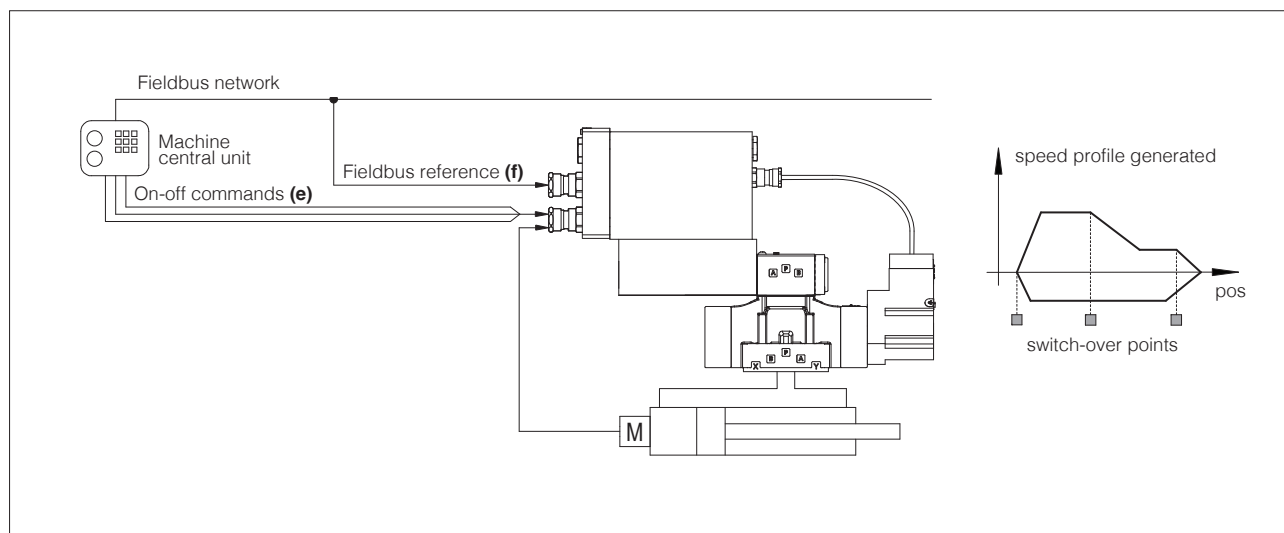 Fieldbus network
Machine
central unit
Fieldbus reference (f)
On-off commands (e)
speed profile generated
A P B
pos
switch-over points
B P A
X Y
M